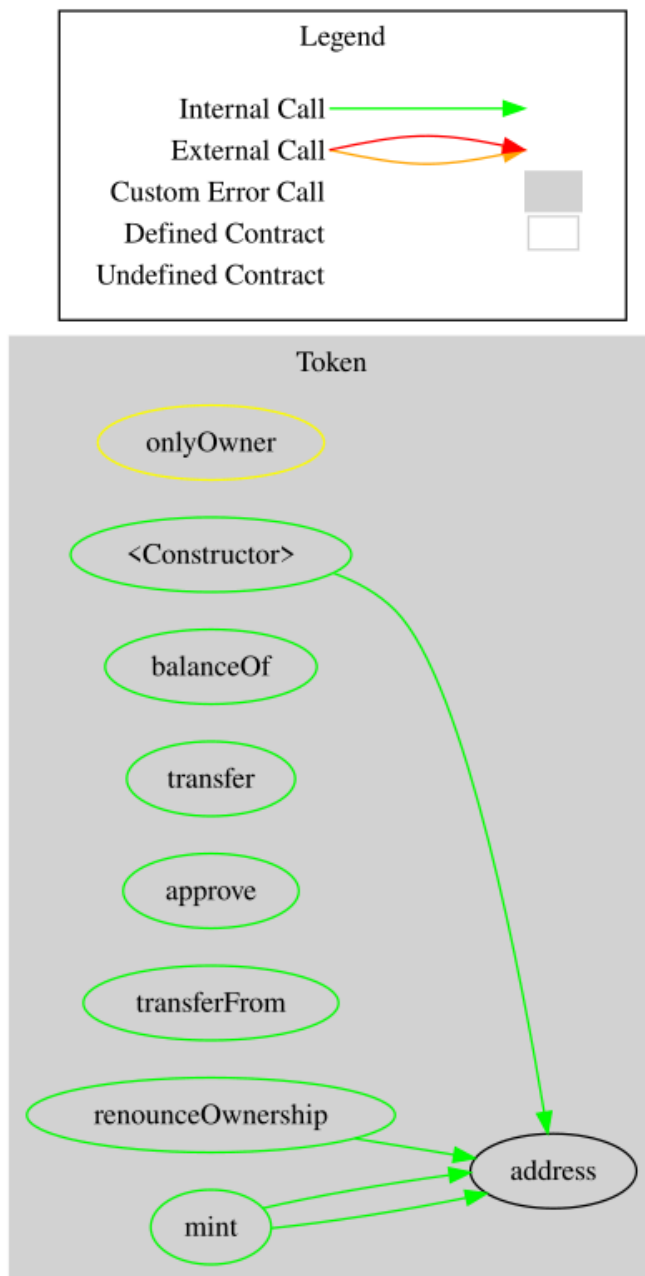 Legend
Internal Call
External Call
Custom Error Call
Defined Contract
Undefined Contract
Token
onlyOwner
<Constructor>
balanceOf
transfer
approve
transferFrom
renounceOwnership
address
mint